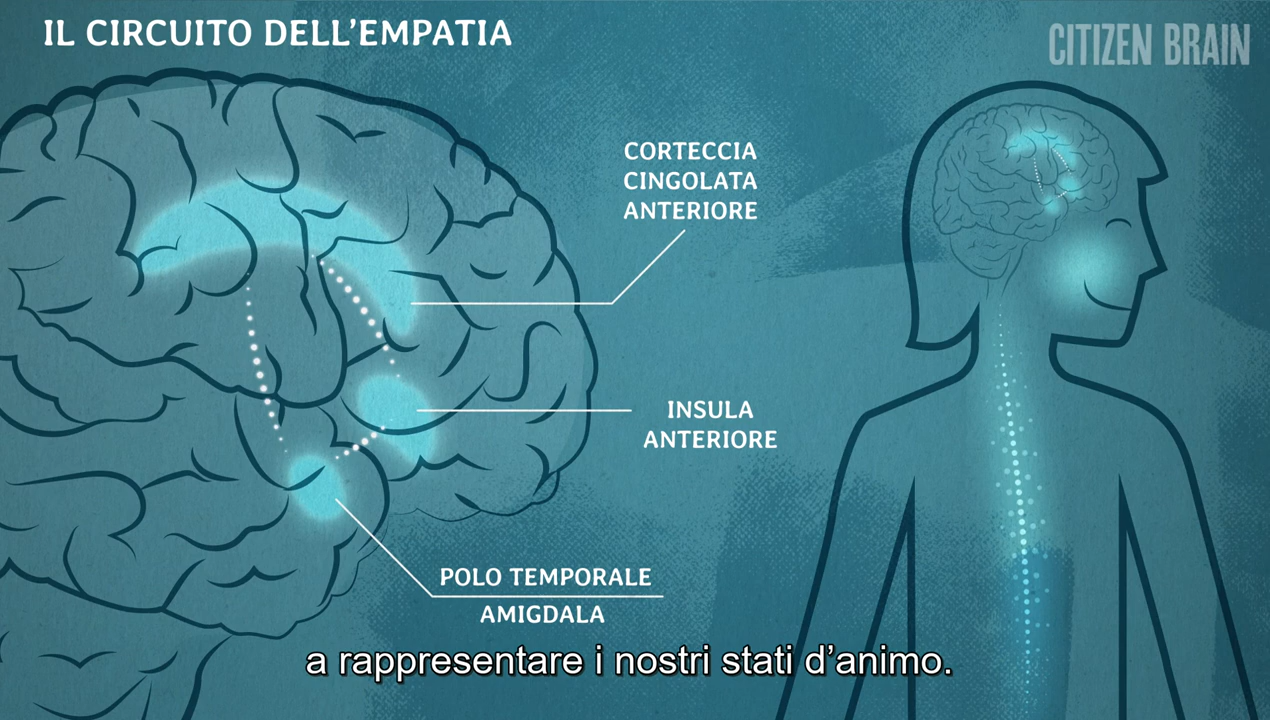 IL CIRCUITO DELL'EMPATIA
CITIZEN BRAIN
CORTECCIA
CINGOLATA
ANTERIORE
INSULA
ANTERIORE
POLO TEMPORALE
AMIGDALA
a rappresentare i nostri stati d'animo.